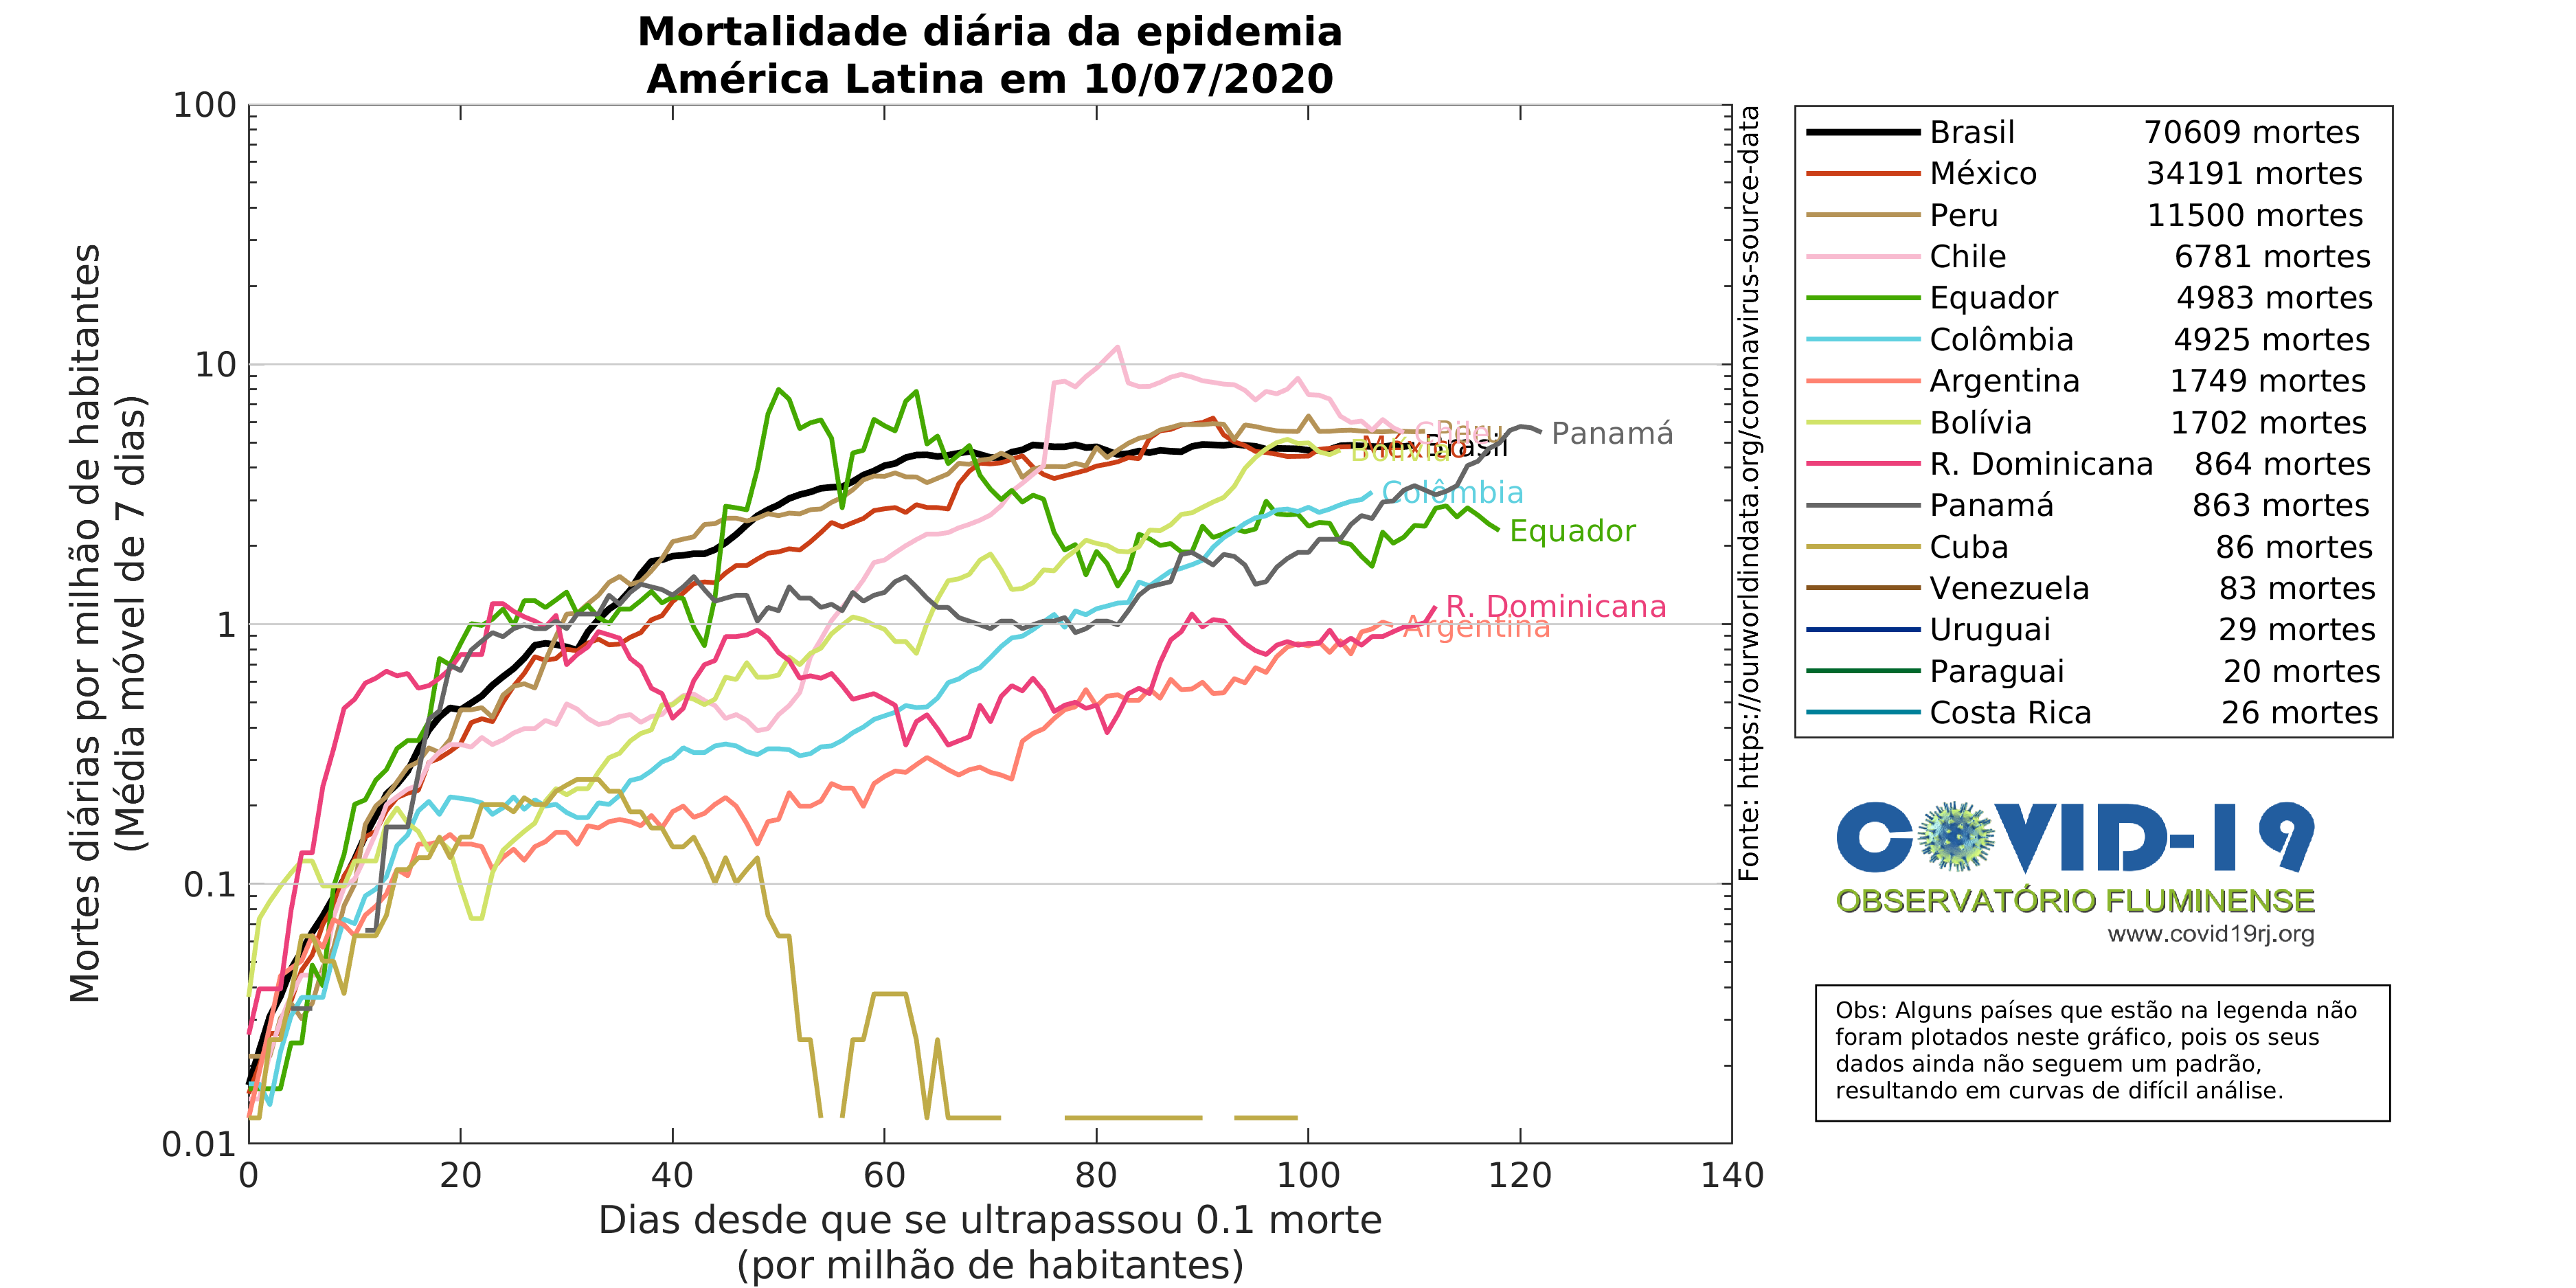 Mortalidade diária da epidemia
América Latina em 10/07/2020
Mortes diárias por milhão de habitantes
(Média móvel de 7 dias)
100
10
1
0.1
0.01
0 20 40 60 80 100 120 140
Dias desde que se ultrapassou 0.1 morte
(por milhão de habitantes)
Chile
Peru
Brasil
México
Bolívia
Panamá
Colômbia
Equador
R. Dominicana
Argentina
Fonte: https://ourworldindata.org/coronavirus-source-data
Brasil 70609 mortes
México 34191 mortes
Peru 11500 mortes
Chile 6781 mortes
Equador 4983 mortes
Colômbia 4925 mortes
Argentina 1749 mortes
Bolívia 1702 mortes
R. Dominicana 864 mortes
Panamá 863 mortes
Cuba 86 mortes
Venezuela 83 mortes
Uruguai 29 mortes
Paraguai 20 mortes
Costa Rica 26 mortes
COVID-19
OBSERVATÓRIO FLUMINENSE
www.covid19rj.org
Obs: Alguns países que estão na legenda não
foram plotados neste gráfico, pois os seus
dados ainda não seguem um padrão,
resultando em curvas de difícil análise.